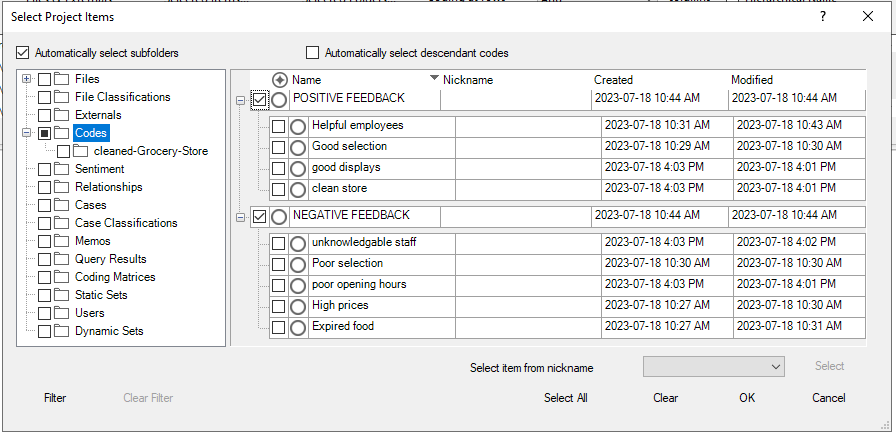 Select Project Items ?
Automatically select subfolders Automatically select descendant codes
Files
File Classifications
Externals
Codes
cleaned-Grocery-Store
Sentiment
Relationships
Cases
Case Classifications
Memos
Query Results
Coding Matrices
Static Sets
Users
Dynamic Sets
Name Nickname Created Modified
POSITIVE FEEDBACK 2023-07-18 10:44 AM 2023-07-18 10:44 AM
Helpful employees 2023-07-18 10:31 AM 2023-07-18 10:43 AM
Good selection 2023-07-18 10:29 AM 2023-07-18 10:30 AM
good displays 2023-07-18 4:03 PM 2023-07-18 4:01 PM
clean store 2023-07-18 4:03 PM 2023-07-18 4:01 PM
NEGATIVE FEEDBACK 2023-07-18 10:44 AM 2023-07-18 10:44 AM
unknowledgable staff 2023-07-18 4:03 PM 2023-07-18 4:02 PM
Poor selection 2023-07-18 10:30 AM 2023-07-18 10:30 AM
poor opening hours 2023-07-18 4:03 PM 2023-07-18 4:01 PM
High prices 2023-07-18 10:27 AM 2023-07-18 10:30 AM
Expired food 2023-07-18 10:27 AM 2023-07-18 10:31 AM
Select item from nickname Select
Filter Clear Filter Select All Clear OK Cancel